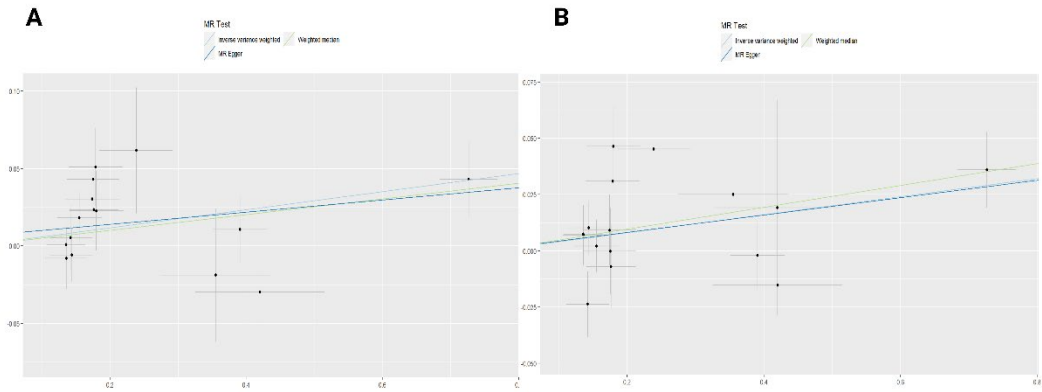 A
MR Test
Inverse variance weighted
Weighted median
MR Egger
0.10
0.05
0.00
-0.05
0.2
0.4
0.6
0.
B
MR Test
Inverse variance weighted
Weighted median
MR Egger
0.075
0.050
0.025
0.000
-0.025
-0.050
0.2
0.4
0.6
0.8